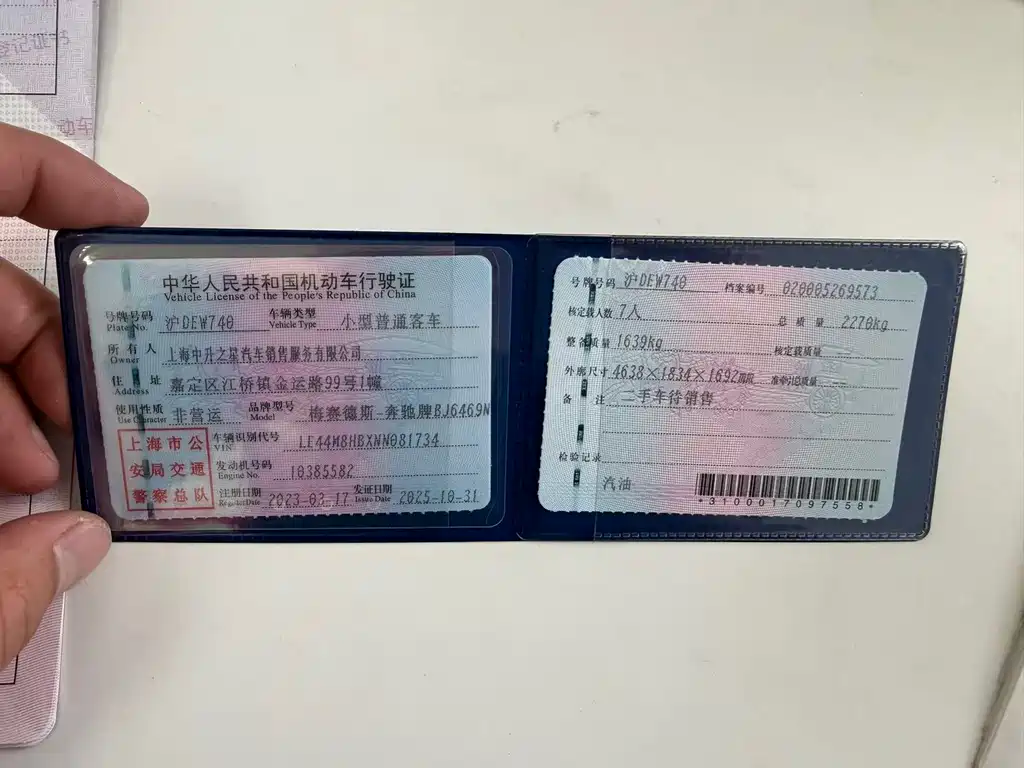 登记证书
动车
中华人民共和国机动车行驶证
Vehicle License of the People's Republic of China
号牌号码 Plate No. 沪DEW740 车辆类型 Vehicle Type 小型普通客车
所有人 Owner 上海中升之星汽车销售服务有限公司
住址 Address 嘉定区江桥镇金运路99号1幢
使用性质 Use Character 非营运 品牌型号 Model 梅赛德斯-奔驰牌BJ6469N
上海市公安局交通警察总队
车辆识别代号 VIN LE44M8HBXNN081734
发动机号码 Engine No. 10385582
注册日期 Register Date 2023-03-17 发证日期 Issue Date 2025-10-31
号牌号码 沪DEW740 档案编号 020005269573
核定载人数 7人 总质量 2270kg
整备质量 1639kg 核定载质量
外廓尺寸 4638×1834×1692mm 准牵引总质量 --
备注 二手车待销售
检验记录
汽油
*3100017097558*